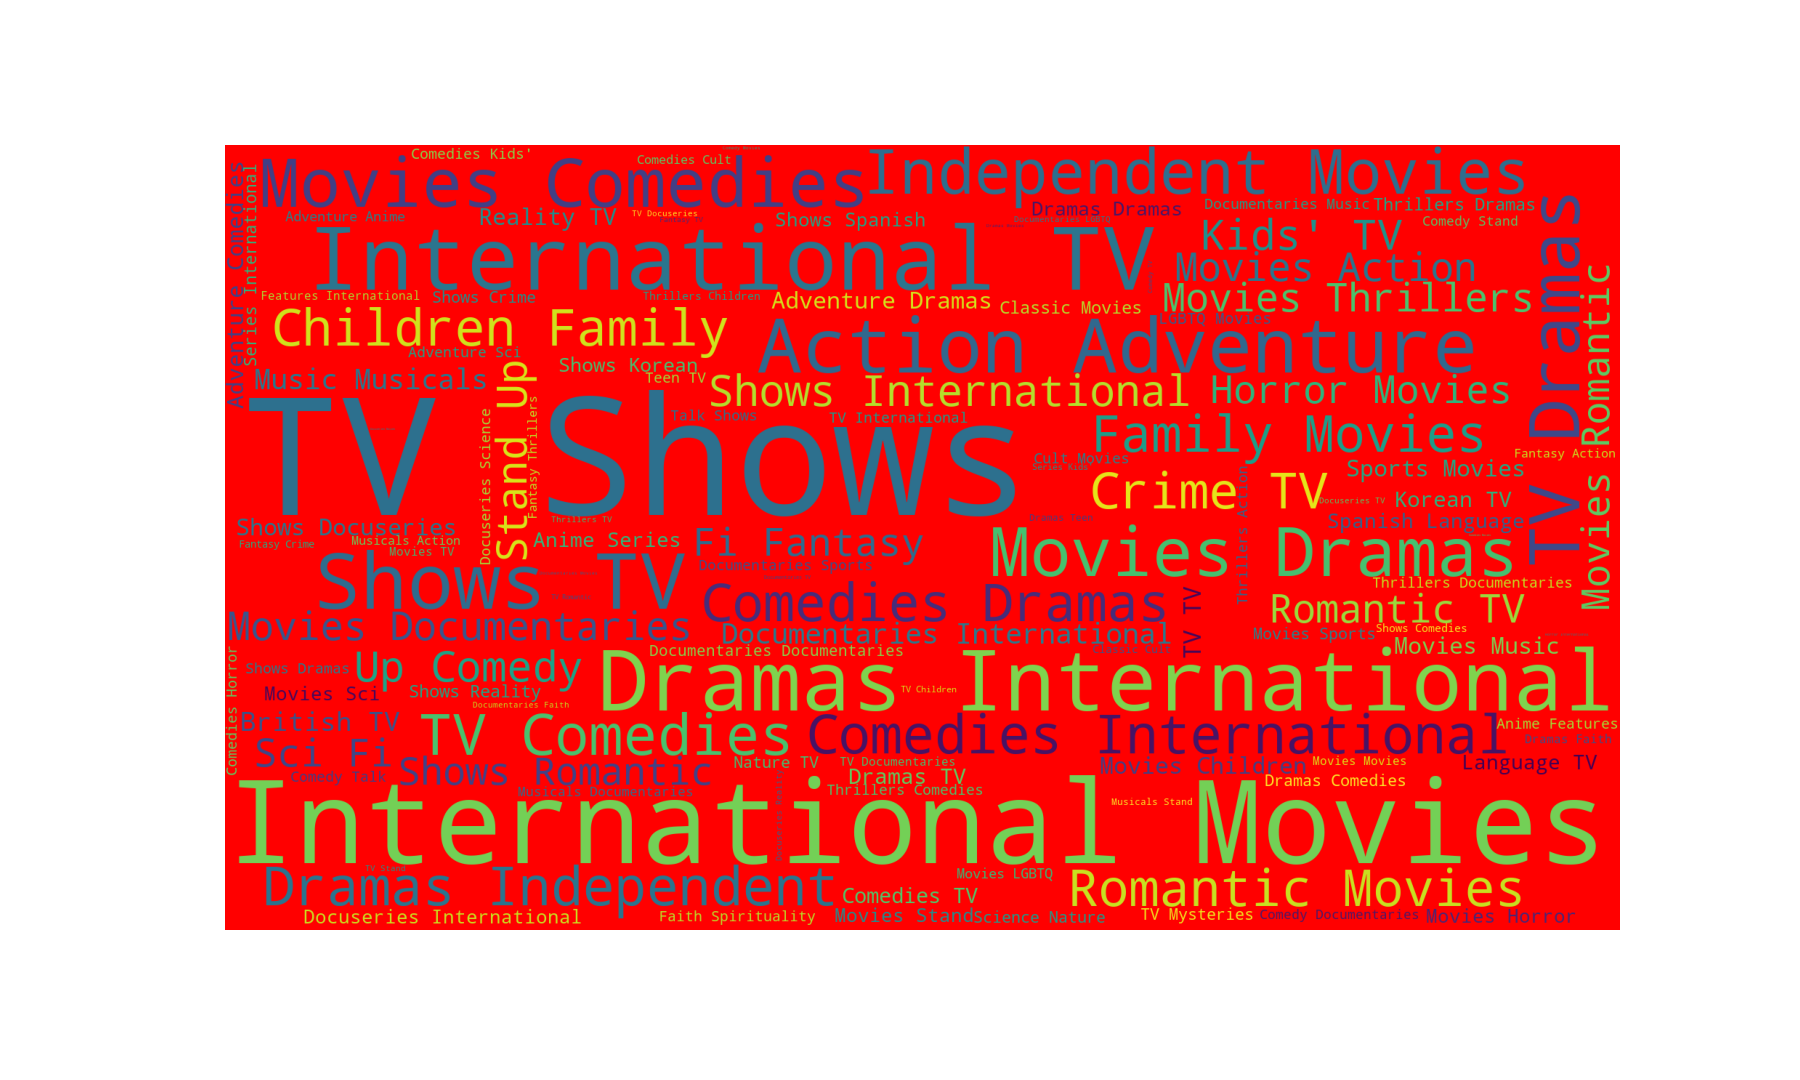 Comedies Kids'
Comedies Cult
Movies Comedies
Independent Movies
Adventure Comedies
Series International
Adventure Anime
Reality TV
TV Docuseries
Shows Spanish
Documentaries LGBTQ
Dramas Dramas
Documentaries Music
Thrillers Dramas
Comedy Stand
International TV
Kids' TV
Movies Action
TV Dramas
Features International
Shows Crime
Thrillers Children
Adventure Dramas
Classic Movies
Movies Thrillers
Movies Romantic
Children Family
Action Adventure
LGBTQ Movies
Adventure Sci
Shows Korean
Music Musicals
Stand Up
Teen TV
Shows International
Horror Movies
TV Shows
Docuseries Science
Fantasy Thrillers
Talk Shows
TV International
Family Movies
Cult Movies
Series Kids'
Fantasy Action
Sports Movies
Crime TV
Docuseries TV
Korean TV
Thrillers Action
Thrillers TV
Dramas Teen
Spanish Language
Shows Docuseries
Fantasy Crime
Musicals Action
Movies TV
Anime Series
Fi Fantasy
Movies Dramas
Documentaries Sports
Shows TV
Comedies Dramas
TV TV
Thrillers Documentaries
Romantic TV
Movies Documentaries
Documentaries International
Movies Sports
Shows Comedies
Classic Cult
Movies Music
Comedies Horror
Shows Dramas
Up Comedy
Documentaries Documentaries
Dramas International
Movies Sci
Shows Reality
Documentaries Faith
TV Children
British TV
TV Comedies
Comedies International
Anime Features
Dramas Faith
Sci Fi
Comedy Talk
Shows Romantic
Nature TV
TV Documentaries
Movies Children
Movies Movies
Language TV
Dramas TV
Dramas Comedies
Musicals Documentaries
Thrillers Comedies
Musicals Stand
International Movies
TV Stand
Dramas Independent
Movies LGBTQ
Comedies TV
Romantic Movies
Docuseries International
Faith Spirituality
Movies Stand
Science Nature
TV Mysteries
Comedy Documentaries
Movies Horror